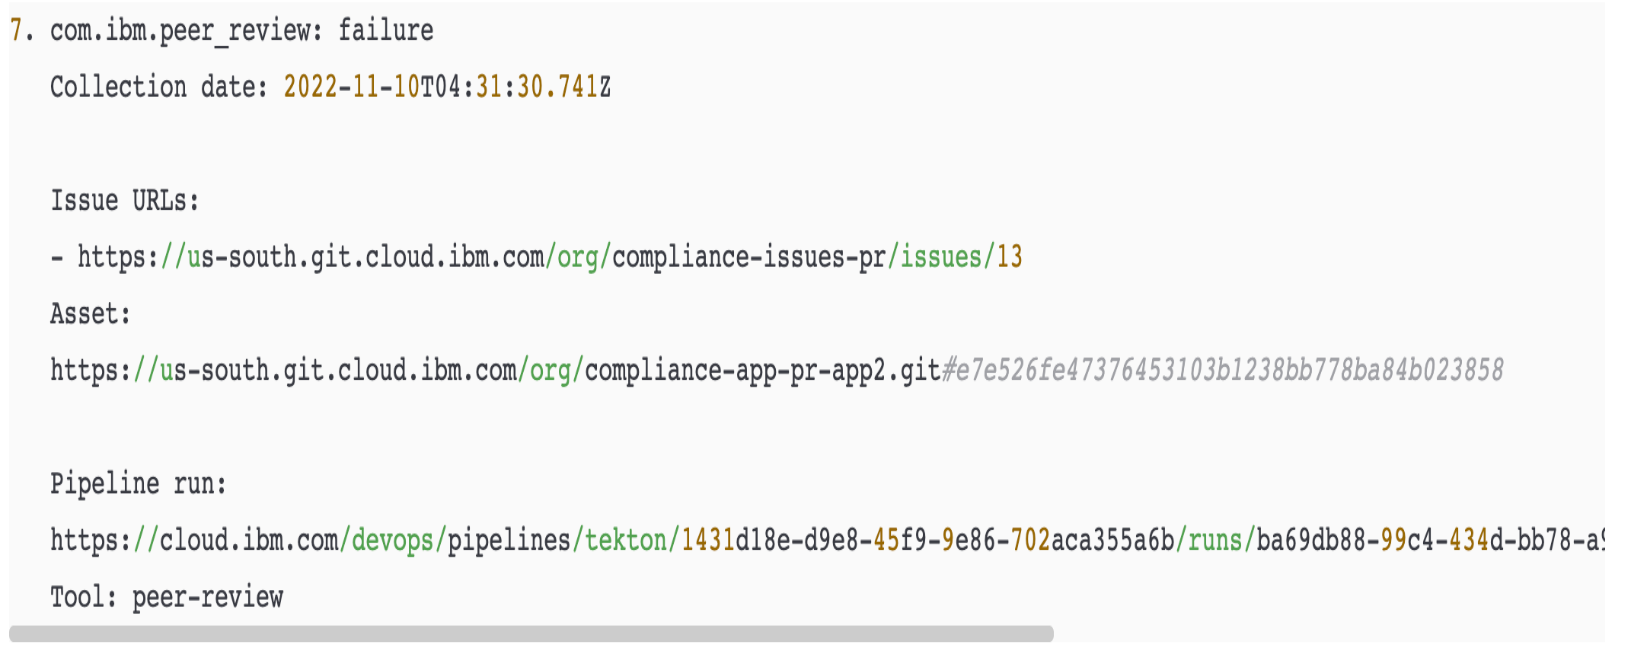 7. com.ibm.peer_review: failure
Collection date: 2022-11-10T04:31:30.741Z
Issue URLs:
- https://us-south.git.cloud.ibm.com/org/compliance-issues-pr/issues/13
Asset:
https://us-south.git.cloud.ibm.com/org/compliance-app-pr-app2.git#e7e526fe47376453103b1238bb778ba84b023858
Pipeline run:
https://cloud.ibm.com/devops/pipelines/tekton/1431d18e-d9e8-45f9-9e86-702aca355a6b/runs/ba69db88-99c4-434d-bb78-a
Tool: peer-review